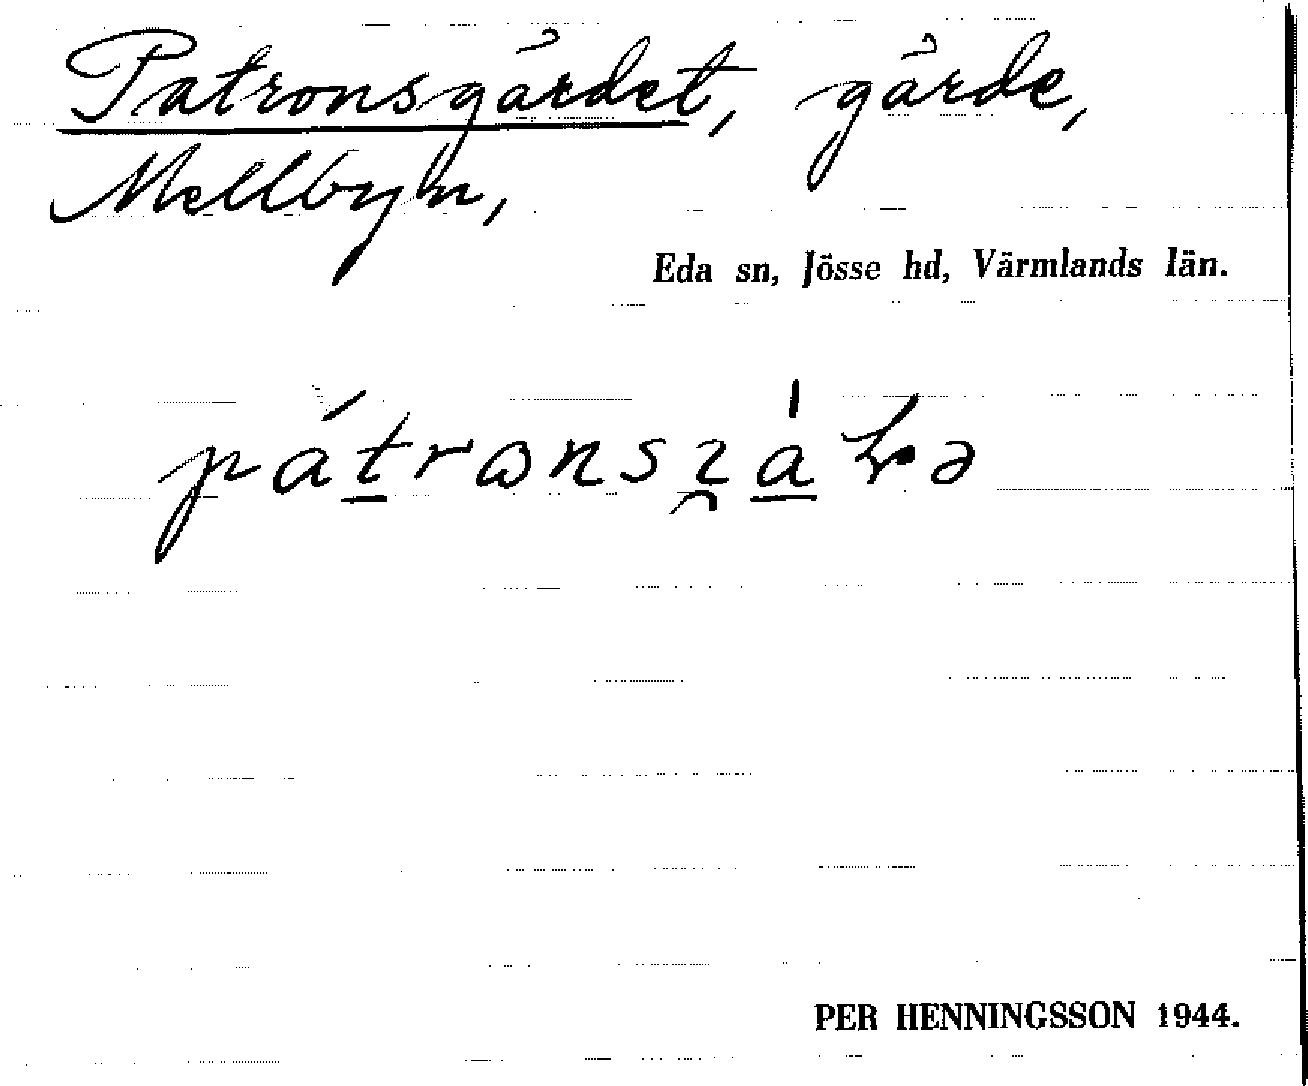 Patronsgärdet, gärde,
Mellbyn,
Eda sn, Jösse hd, Värmlands län.
PER HENNINGSSON 1944.